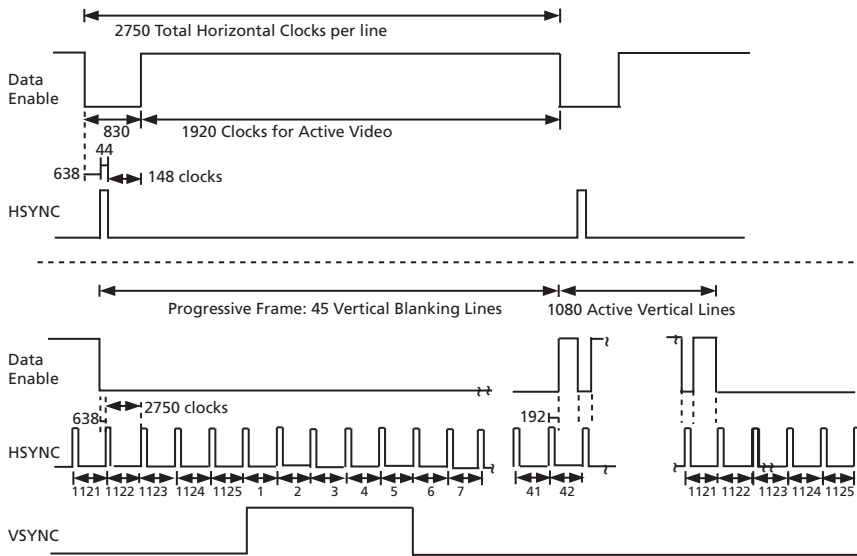 2750 Total Horizontal Clocks per line
Data
Enable
830
1920 Clocks for Active Video
44
638
148 clocks
HSYNC
Progressive Frame: 45 Vertical Blanking Lines
1080 Active Vertical Lines
Data
Enable
638
2750 clocks
192
HSYNC
1121 1122 1123 1124 1125 1 2 3 4 5 6 7 41 42 1121 1122 1123 1124 1125
VSYNC